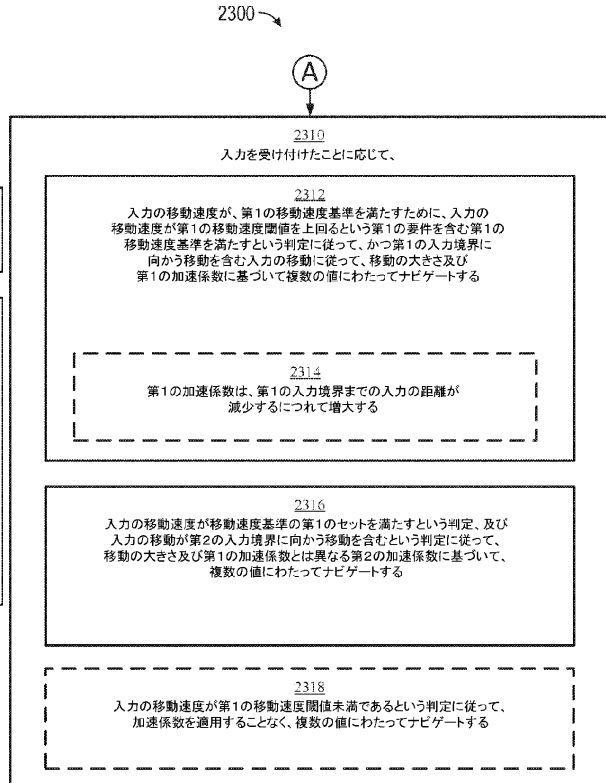 2300
A
2310
入力を受け付けたことに応じて、
2312
入力の移動速度が、第1の移動速度基準を満たすために、入力の
移動速度が第1の移動速度閾値を上回るという第1の要件を含む第1の
移動速度基準を満たすという判定に従って、かつ第1の入力境界に
向かう移動を含む入力の移動に従って、移動の大きさ及び
第1の加速係数に基づいて複数の値にわたってナビゲートする
2314
第1の加速係数は、第1の入力境界までの入力の距離が
減少するにつれて増大する
2316
入力の移動速度が移動速度基準の第1のセットを満たすという判定、及び
入力の移動が第2の入力境界に向かう移動を含むという判定に従って、
移動の大きさ及び第1の加速係数とは異なる第2の加速係数に基づいて、
複数の値にわたってナビゲートする
2318
入力の移動速度が第1の移動速度閾値未満であるという判定に従って、
加速係数を適用することなく、複数の値にわたってナビゲートする